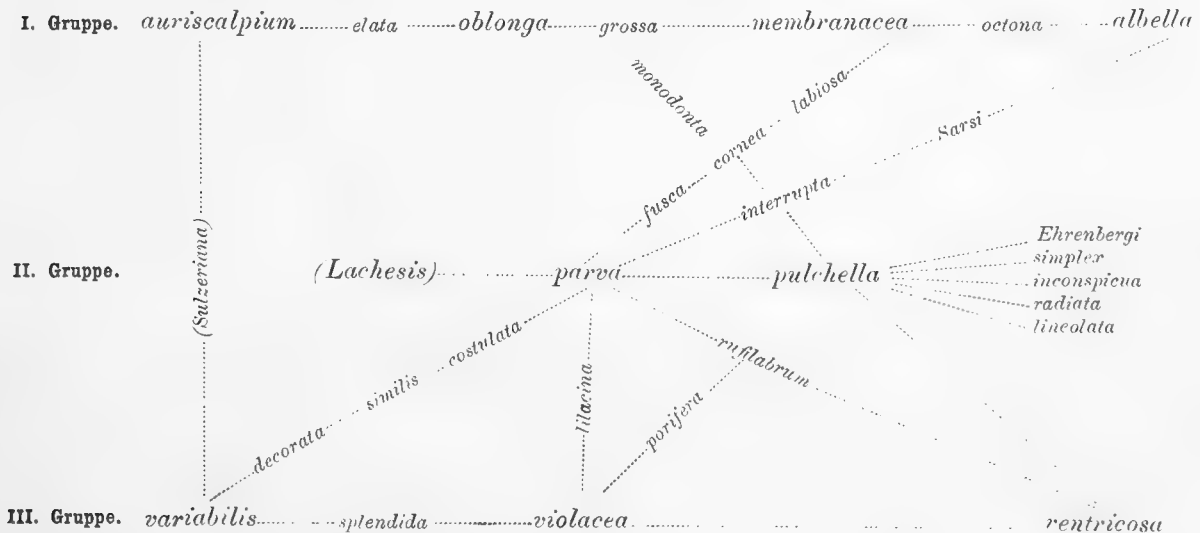 I. Gruppe. auriscalpium elata oblonga grossa membranacea octona albella
monodonta
labiosa
cornea
fusca
Sarsi
interrupta
(Sulzeriana)
II. Gruppe. (Lachesis) parva pulchella
Ehrenbergi
simplex
inconspicua
radiata
lineolata
costulata
similis
decorata
lilacina
porifera
rufilabrum
III. Gruppe. variabilis splendida violacea rentricosa